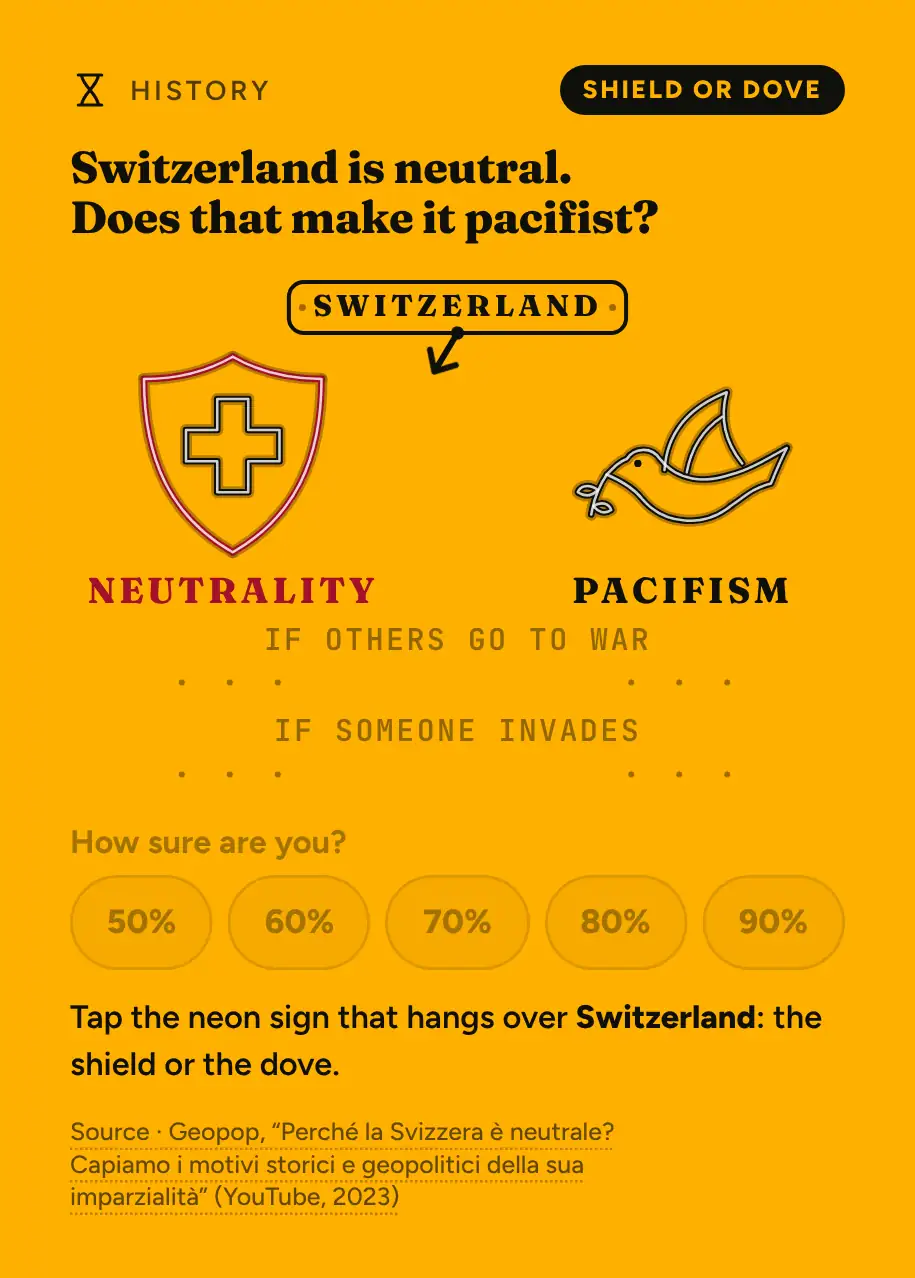 HISTORY
SHIELD OR DOVE
Switzerland is neutral.
Does that make it pacifist?
SWITZERLAND
NEUTRALITY
PACIFISM
IF OTHERS GO TO WAR
. . .
. . .
IF SOMEONE INVADES
. . .
. . .
How sure are you?
50%
60%
70%
80%
90%
Tap the neon sign that hangs over Switzerland: the
shield or the dove.
Source · Geopop, “Perché la Svizzera è neutrale?
Capiamo i motivi storici e geopolitici della sua
imparzialità” (YouTube, 2023)